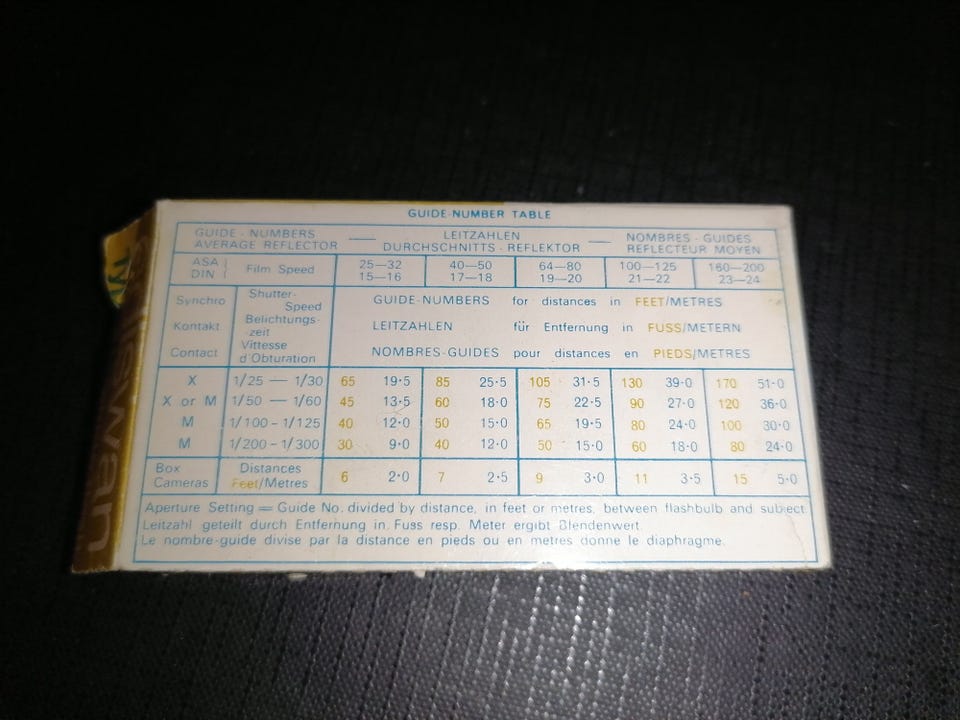 GUIDE-NUMBER TABLE
GUIDE - NUMBERS — LEITZAHLEN — NOMBRES - GUIDES
AVERAGE REFLECTOR DURCHSCHNITTS - REFLEKTOR REFLECTEUR MOYEN
ASA Film Speed 25—32 40—50 64—80 100—125 160—200
DIN 15—16 17—18 19—20 21—22 23—24
Synchro Shutter-Speed GUIDE-NUMBERS for distances in FEET/METRES
Kontakt Belichtungs-zeit LEITZAHLEN für Entfernung in FUSS/METERN
Contact Vittesse d'Obturation NOMBRES-GUIDES pour distances en PIEDS/METRES
X 1/25 — 1/30 65 19·5 85 25·5 105 31·5 130 39·0 170 51·0
X or M 1/50 — 1/60 45 13·5 60 18·0 75 22·5 90 27·0 120 36·0
M 1/100 - 1/125 40 12·0 50 15·0 65 19·5 80 24·0 100 30·0
M 1/200 - 1/300 30 9·0 40 12·0 50 15·0 60 18·0 80 24·0
Box Cameras Distances Feet/Metres 6 2·0 7 2·5 9 3·0 11 3·5 15 5·0
Aperture Setting = Guide No. divided by distance, in feet or metres, between flashbulb and subject.
Leitzahl geteilt durch Entfernung in Fuss resp. Meter ergibt Blendenwert.
Le nombre-guide divise par la distance en pieds ou en metres donne le diaphragme.